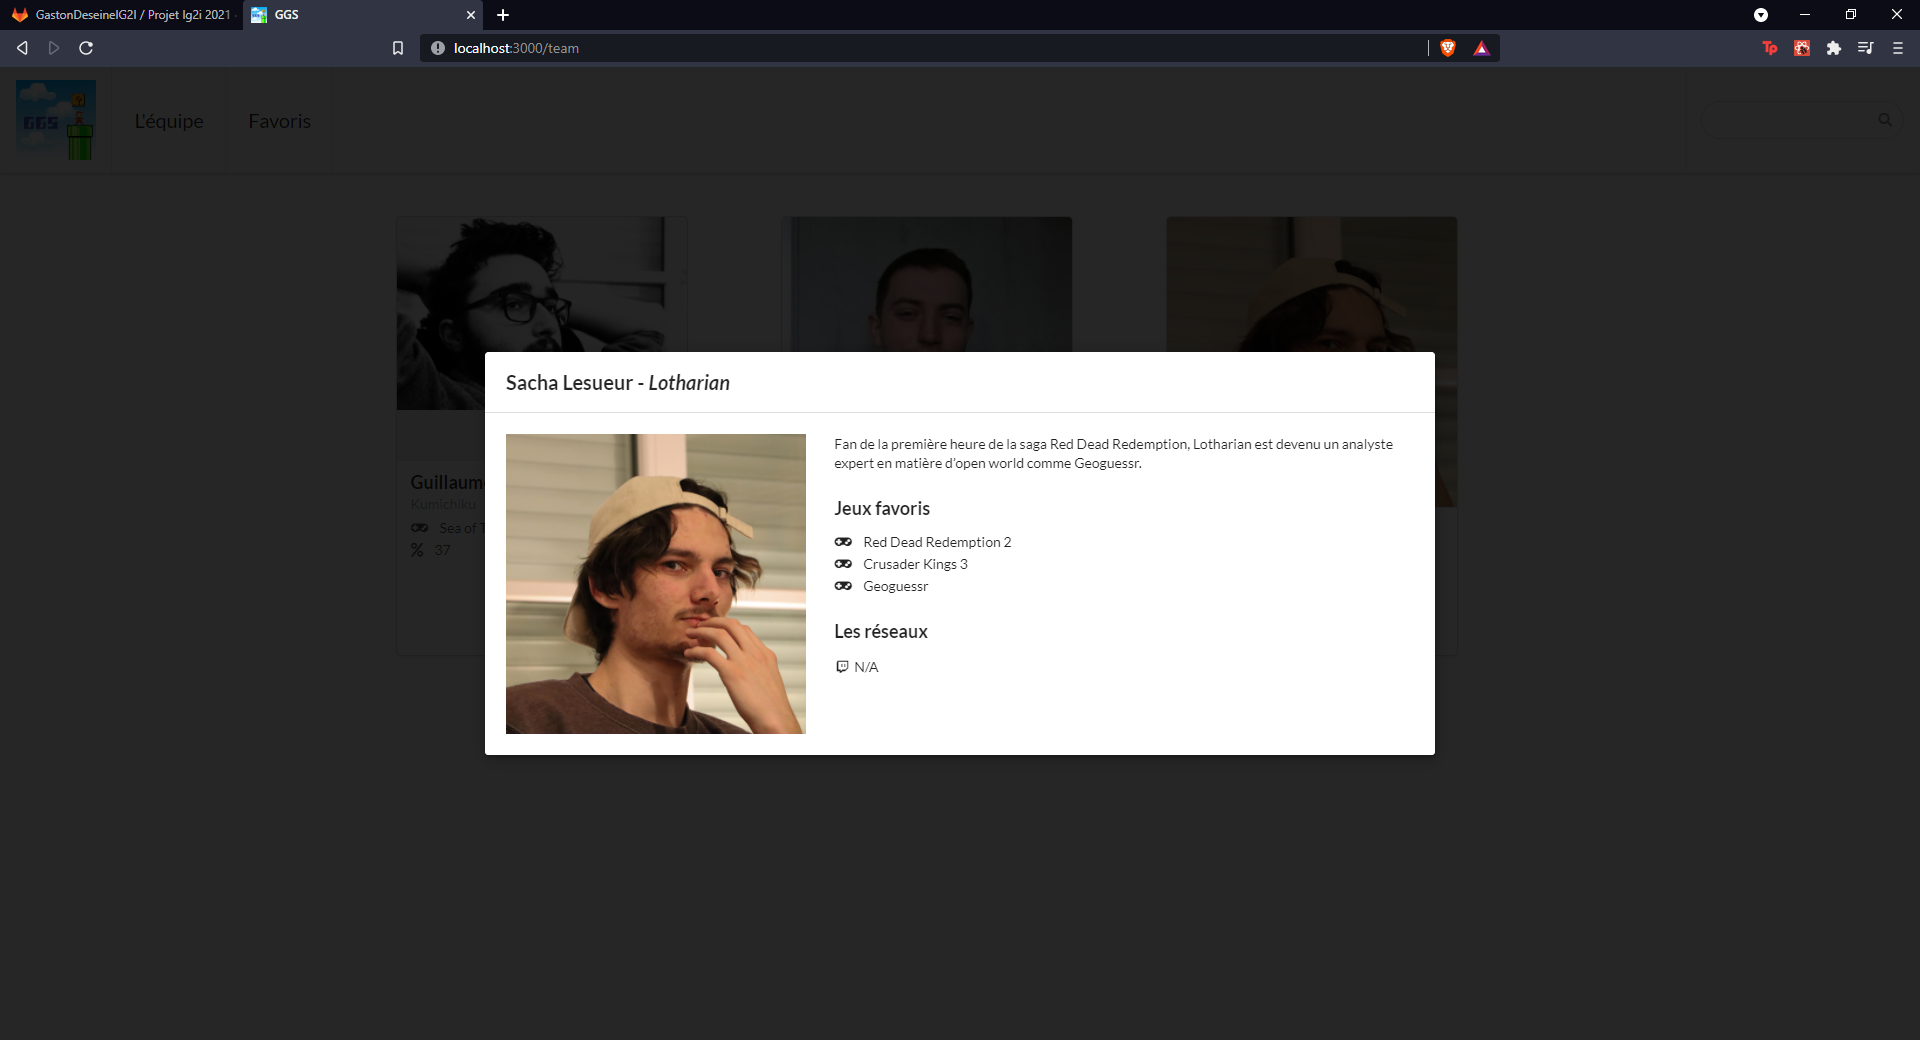 GastonDeseineIG2I / Projet Ig2i 2021
GGS
localhost:3000/team
Tp
GGS
L'équipe
Favoris
Sacha Lesueur - Lotharian
Fan de la première heure de la saga Red Dead Redemption, Lotharian est devenu un analyste
expert en matière d'open world comme Geoguessr.
Jeux favoris
Red Dead Redemption 2
Crusader Kings 3
Geoguessr
Les réseaux
N/A
Guillaum
Kumichiku
Sea of T
37